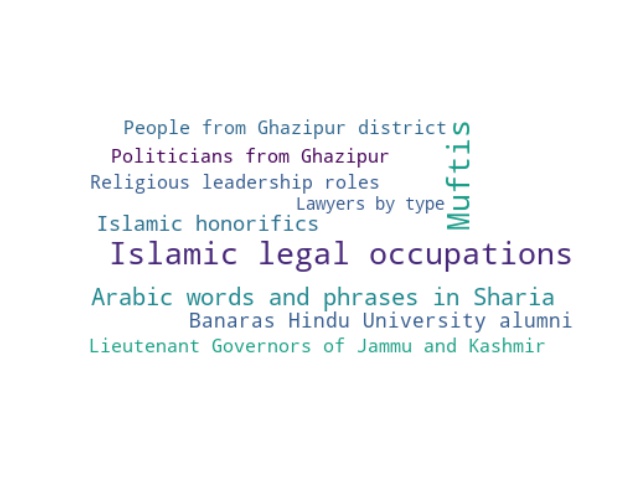 People from Ghazipur district
Muftis
Politicians from Ghazipur
Religious leadership roles
Lawyers by type
Islamic honorifics
Islamic legal occupations
Arabic words and phrases in Sharia
Banaras Hindu University alumni
Lieutenant Governors of Jammu and Kashmir